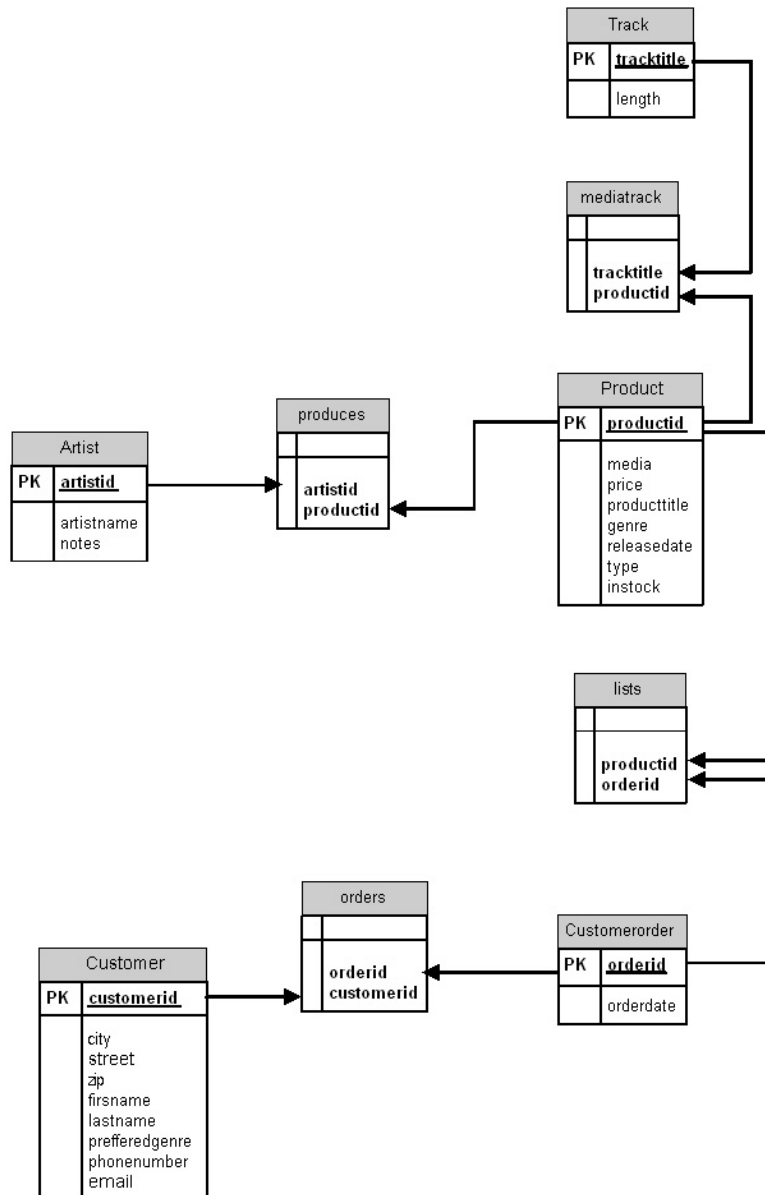 Track
PK tracktitle
length
mediatrack
tracktitle
productid
Product
PK productid
media
price
producttitle
genre
releasedate
type
instock
produces
artistid
productid
Artist
PK artistid
artistname
notes
lists
productid
orderid
orders
orderid
customerid
Customerorder
PK orderid
orderdate
Customer
PK customerid
city
street
zip
firsname
lastname
prefferedgenre
phonenumber
email